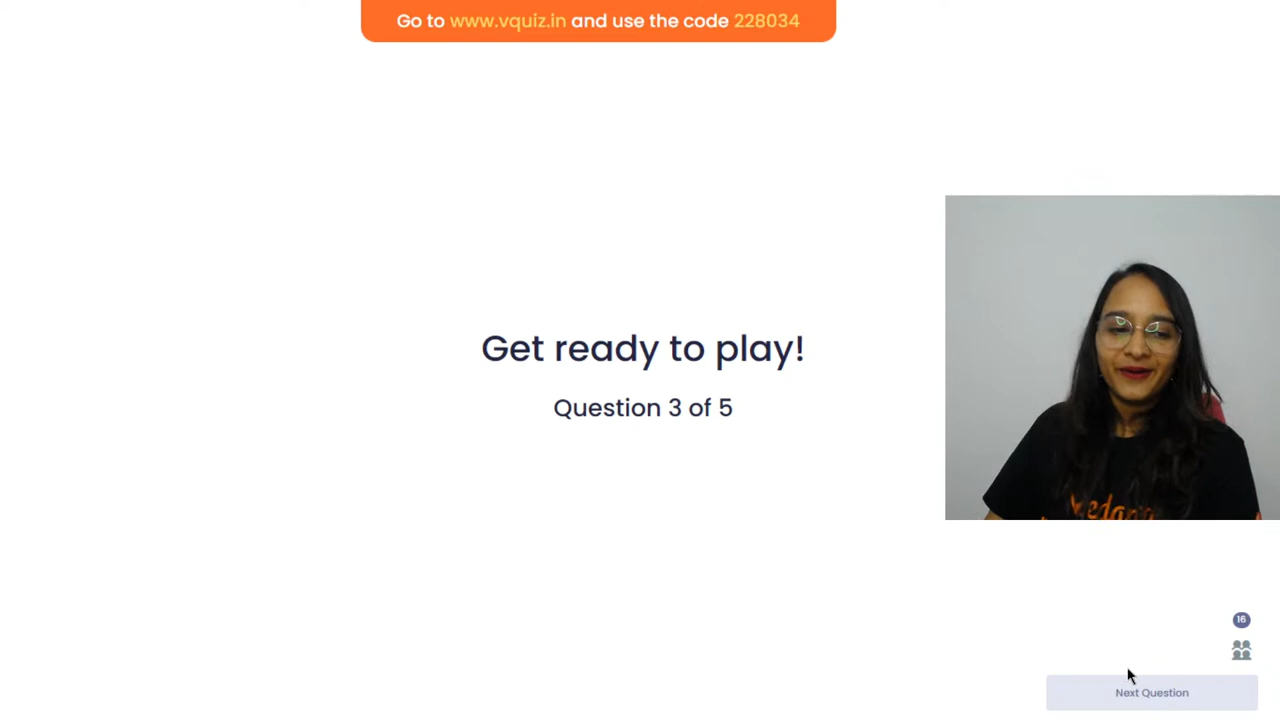 Go to www.vquiz.in and use the code 228034
Get ready to play!
Question 3 of 5
16
Next Question